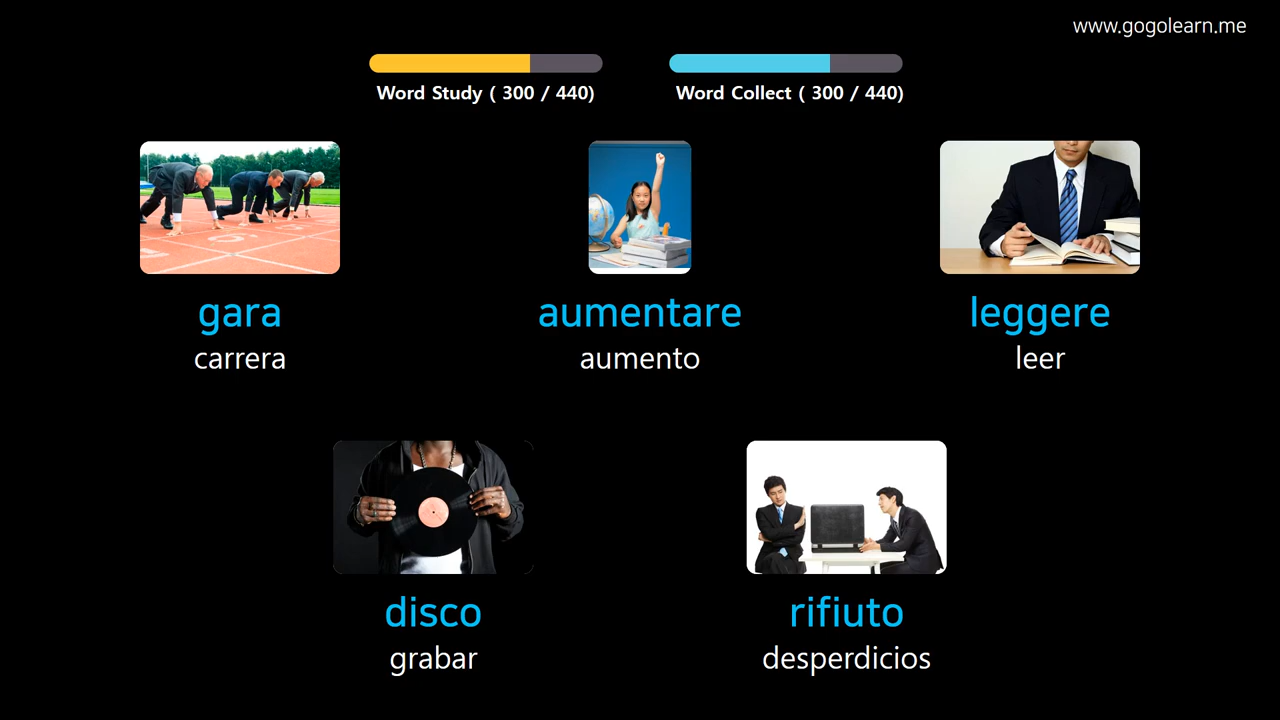 www.gogolearn.me
Word Study ( 300 / 440)
Word Collect ( 300 / 440)
gara
carrera
aumentare
aumento
leggere
leer
disco
grabar
rifiuto
desperdicios